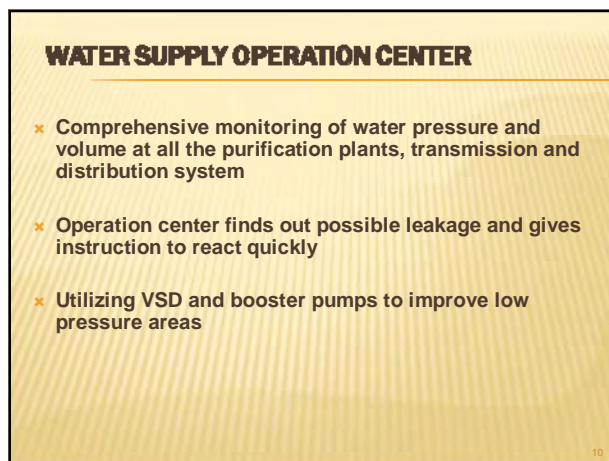 WATER SUPPLY OPERATION CENTER
× Comprehensive monitoring of water pressure and
volume at all the purification plants, transmission and
distribution system
× Operation center finds out possible leakage and gives
instruction to react quickly
× Utilizing VSD and booster pumps to improve low
pressure areas
10